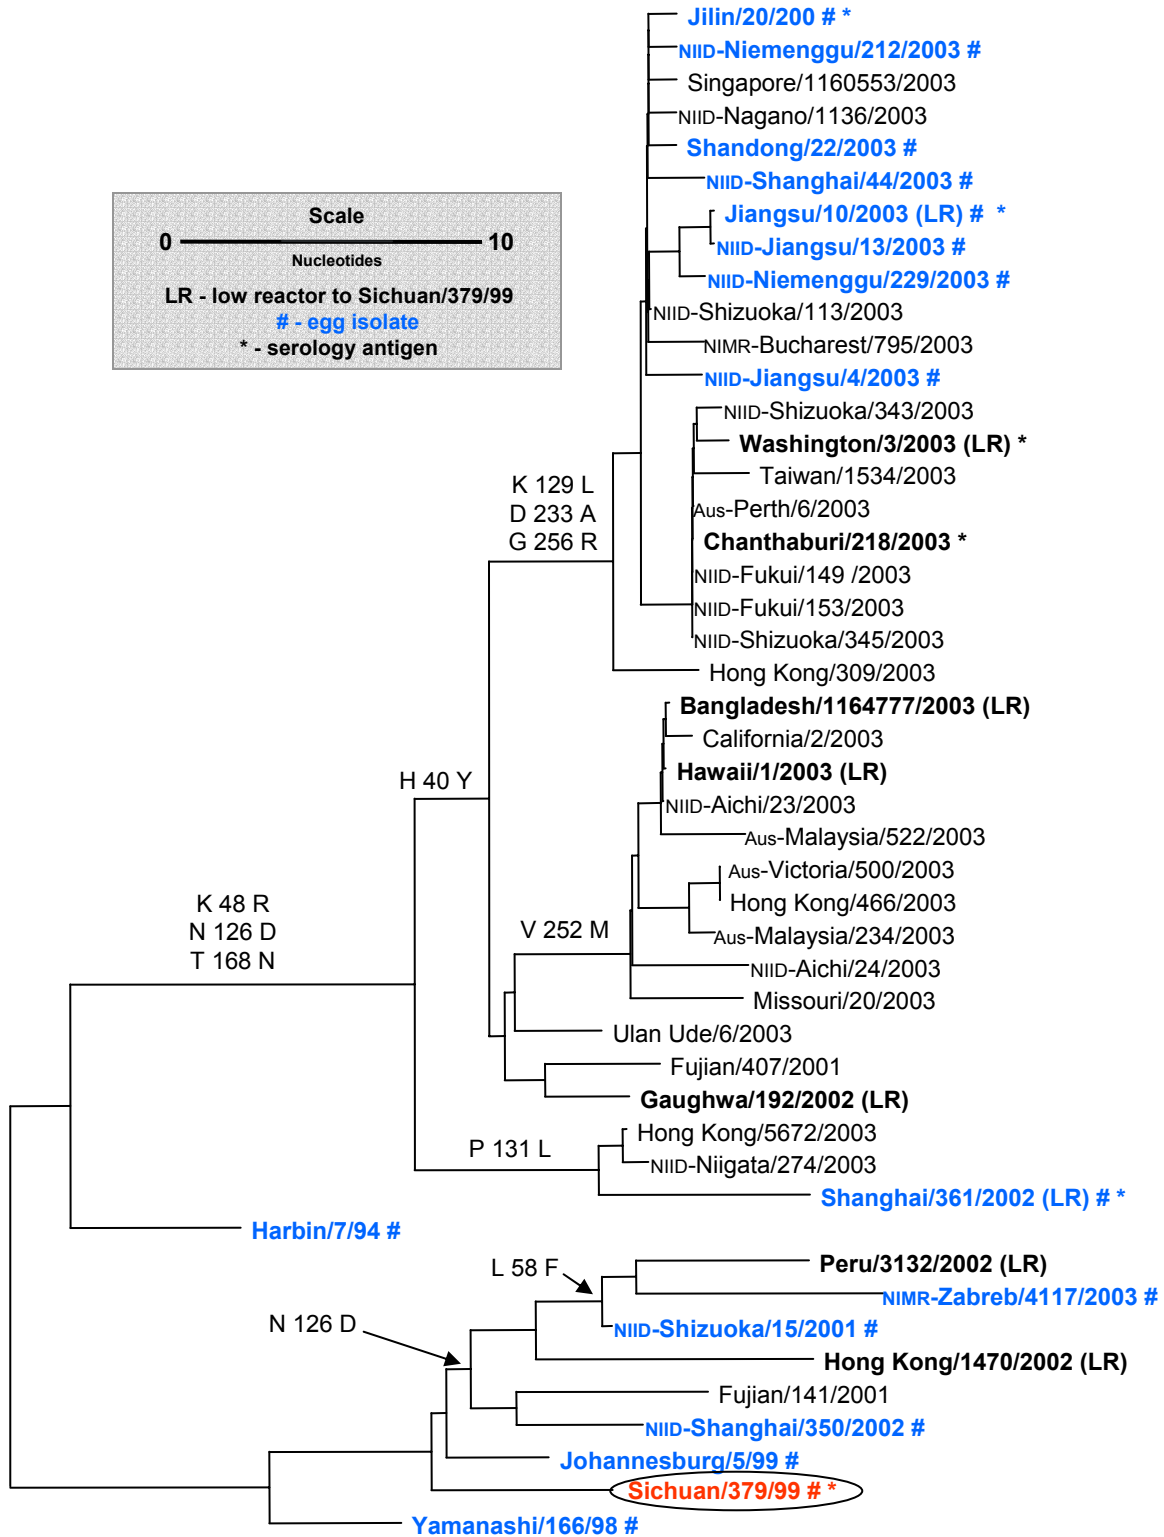 Jilin/20/200 # *
NIID-Niemenggu/212/2003 #
Singapore/1160553/2003
NIID-Nagano/1136/2003
Shandong/22/2003 #
NIID-Shanghai/44/2003 #
Jiangsu/10/2003 (LR) # *
NIID-Jiangsu/13/2003 #
NIID-Niemenggu/229/2003 #
NIID-Shizuoka/113/2003
NIMR-Bucharest/795/2003
NIID-Jiangsu/4/2003 #
NIID-Shizuoka/343/2003
Washington/3/2003 (LR) *
Taiwan/1534/2003
Aus-Perth/6/2003
Chanthaburi/218/2003 *
NIID-Fukui/149 /2003
NIID-Fukui/153/2003
NIID-Shizuoka/345/2003
Hong Kong/309/2003
Bangladesh/1164777/2003 (LR)
California/2/2003
Hawaii/1/2003 (LR)
NIID-Aichi/23/2003
Aus-Malaysia/522/2003
Aus-Victoria/500/2003
Hong Kong/466/2003
Aus-Malaysia/234/2003
NIID-Aichi/24/2003
Missouri/20/2003
Ulan Ude/6/2003
Fujian/407/2001
Gaughwa/192/2002 (LR)
Hong Kong/5672/2003
NIID-Niigata/274/2003
Shanghai/361/2002 (LR) # *
Harbin/7/94 #
Peru/3132/2002 (LR)
NIMR-Zabreb/4117/2003 #
NIID-Shizuoka/15/2001 #
Hong Kong/1470/2002 (LR)
Fujian/141/2001
NIID-Shanghai/350/2002 #
Johannesburg/5/99 #
Sichuan/379/99 # *
Yamanashi/166/98 #
Scale
0 10
Nucleotides
LR - low reactor to Sichuan/379/99
# - egg isolate
* - serology antigen
K 129 L
D 233 A
G 256 R
H 40 Y
K 48 R
N 126 D
T 168 N
V 252 M
P 131 L
L 58 F
N 126 D